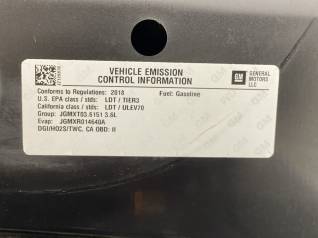 VEHICLE EMISSION
CONTROL INFORMATION
GM
GENERAL MOTORS LLC
Conforms to Regulations: 2018
Fuel: Gasoline
U.S. EPA class / stds: LDT / TIER3
California class / stds: LDT / ULEV70
Group: JGMXT03.6151 3.6L
Evap: JGMXR014640A
DGI/HO2S/TWC, CA OBD: II